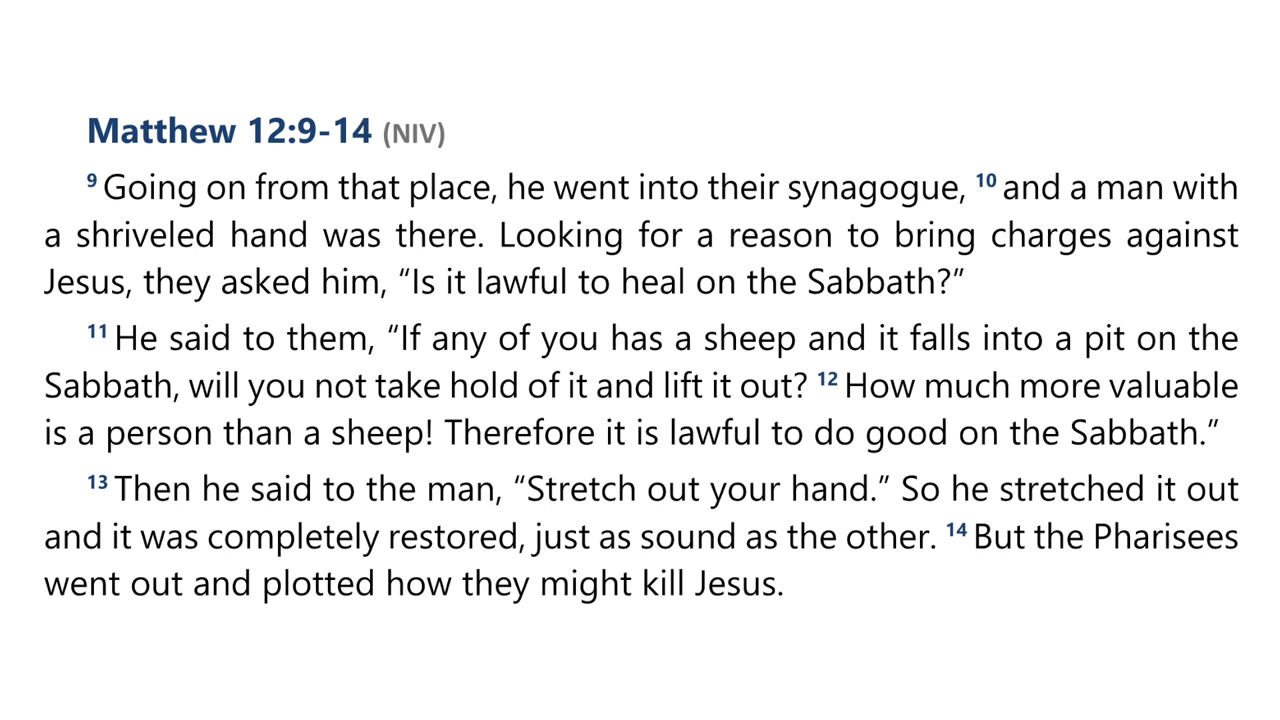 Matthew 12:9-14 (NIV)
9 Going on from that place, he went into their synagogue, 10 and a man with
a shriveled hand was there. Looking for a reason to bring charges against
Jesus, they asked him, “Is it lawful to heal on the Sabbath?”
11 He said to them, “If any of you has a sheep and it falls into a pit on the
Sabbath, will you not take hold of it and lift it out? 12 How much more valuable
is a person than a sheep! Therefore it is lawful to do good on the Sabbath.”
13 Then he said to the man, “Stretch out your hand.” So he stretched it out
and it was completely restored, just as sound as the other. 14 But the Pharisees
went out and plotted how they might kill Jesus.